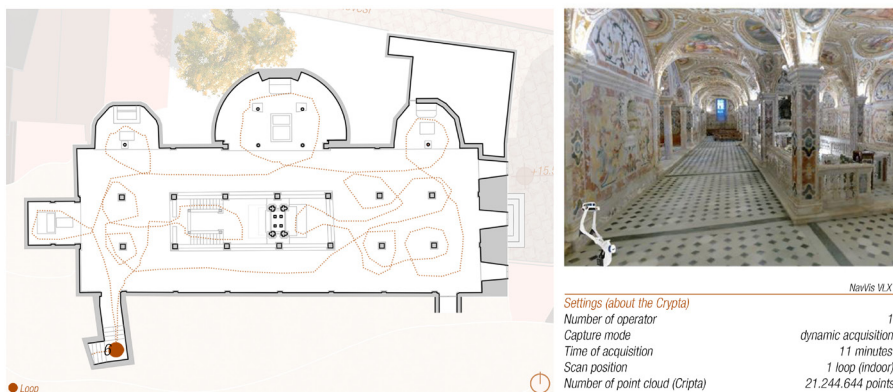 6
Loop
NavVis VLX
Settings (about the Crypta)
Number of operator 1
Capture mode dynamic acquisition
Time of acquisition 11 minutes
Scan position 1 loop (indoor)
Number of point cloud (Cripta) 21.244.644 points